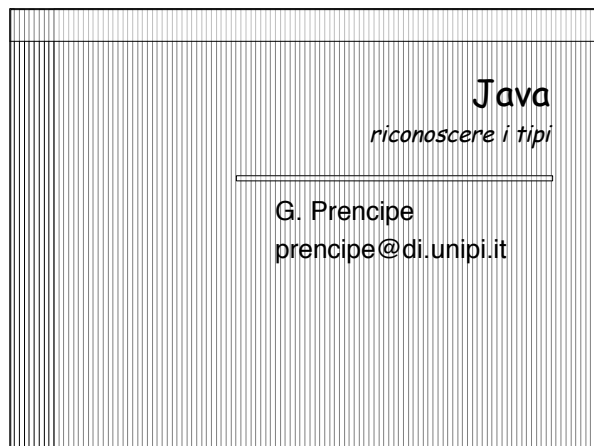 Java
riconoscere i tipi
G. Prencipe
prencipe@di.unipi.it